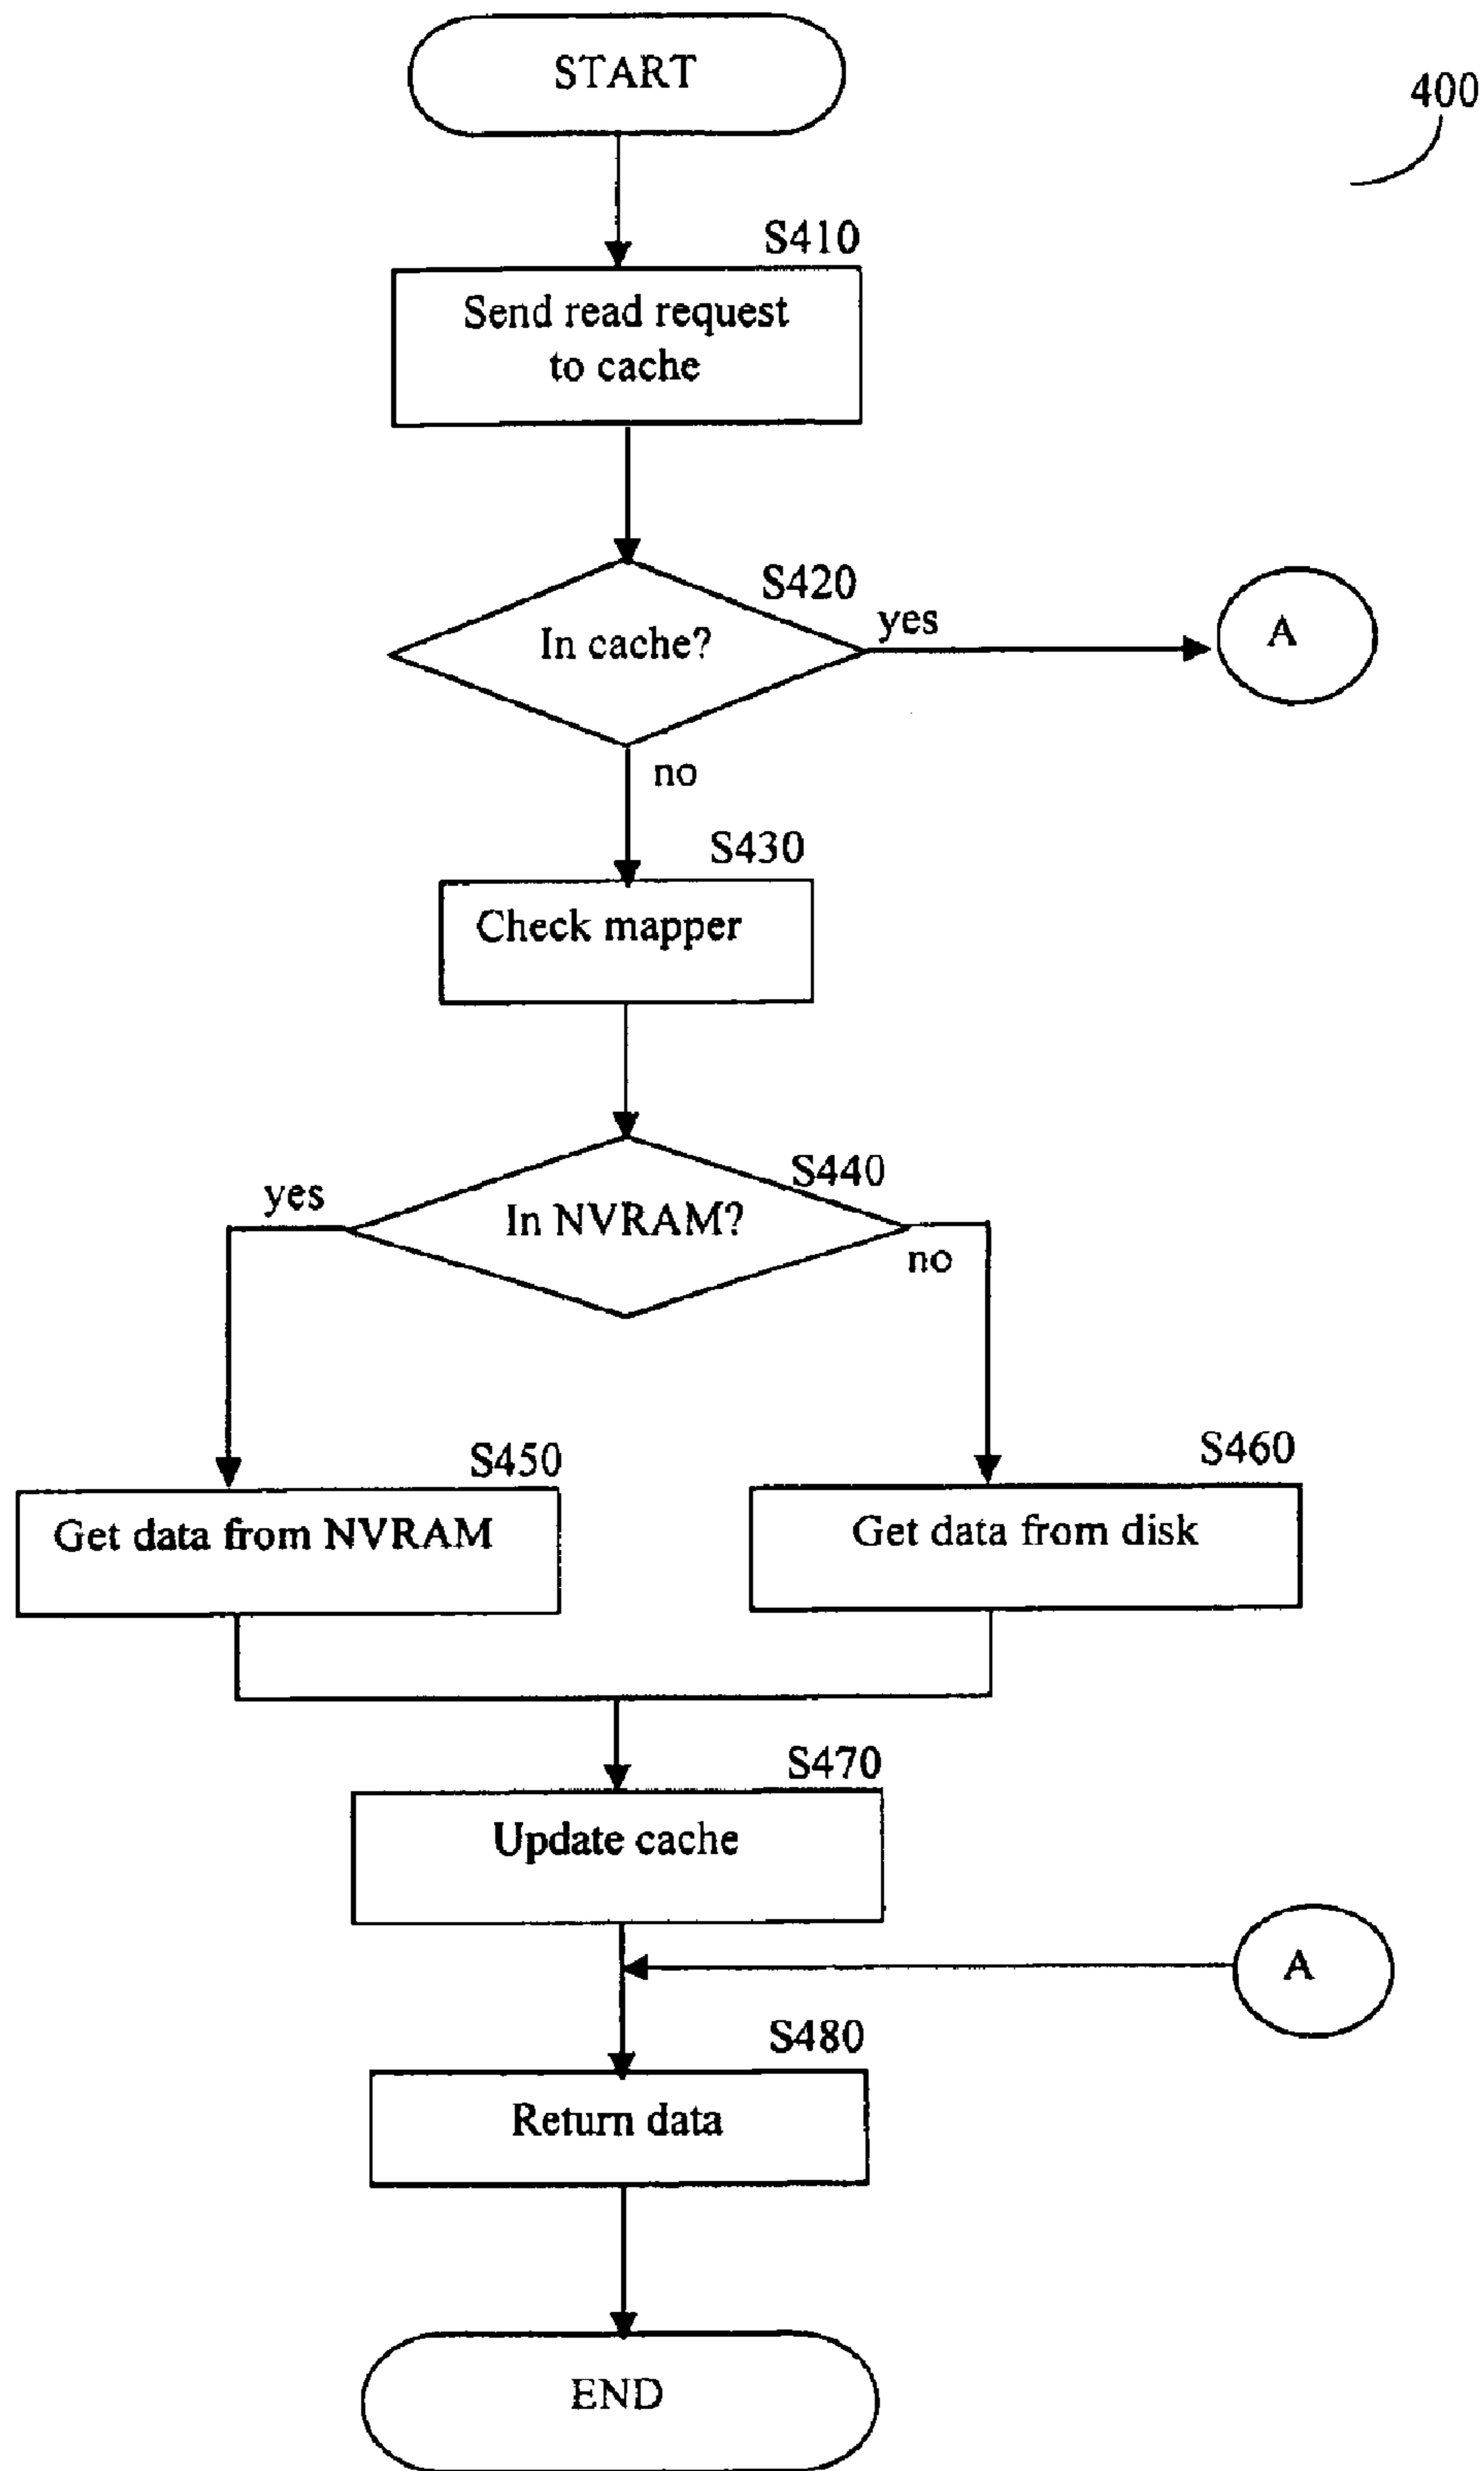 START
400
S410
Send read request
to cache
S420
In cache?
yes
A
no
S430
Check mapper
S440
yes
In NVRAM?
no
S450
S460
Get data from NVRAM
Get data from disk
S470
Update cache
A
S480
Return data
END